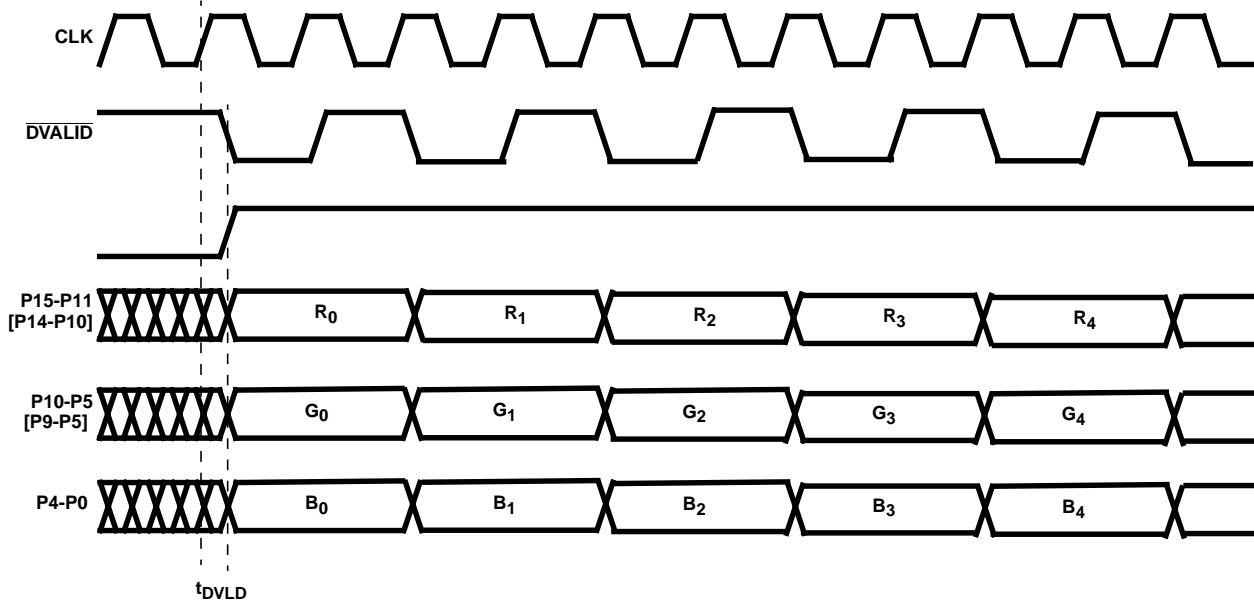 CLK
DVALID
P15-P11
[P14-P10]
R0 R1 R2 R3 R4
P10-P5
[P9-P5]
G0 G1 G2 G3 G4
P4-P0
B0 B1 B2 B3 B4
tDVLD